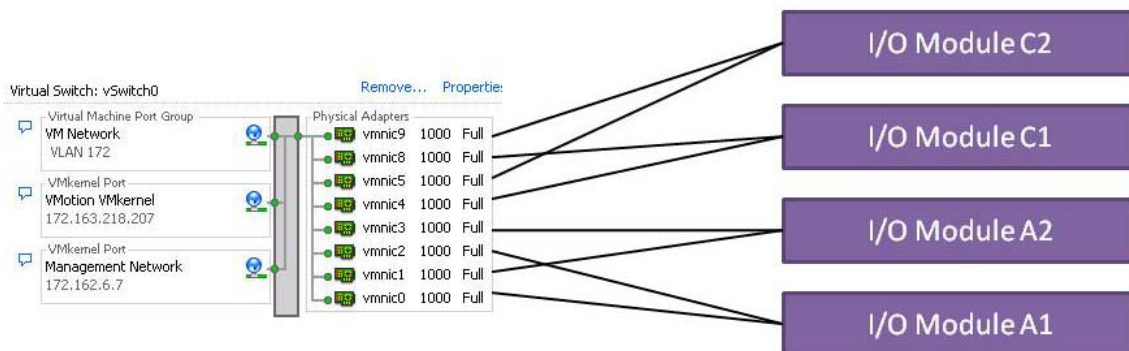 Virtual Switch: vSwitch0
Remove... Properties
Virtual Machine Port Group
VM Network
VLAN 172
VMkernel Port
VMotion VMkernel
172.163.218.207
VMkernel Port
Management Network
172.162.6.7
Physical Adapters
vmnic9 1000 Full
vmnic8 1000 Full
vmnic5 1000 Full
vmnic4 1000 Full
vmnic3 1000 Full
vmnic2 1000 Full
vmnic1 1000 Full
vmnic0 1000 Full
I/O Module C2
I/O Module C1
I/O Module A2
I/O Module A1